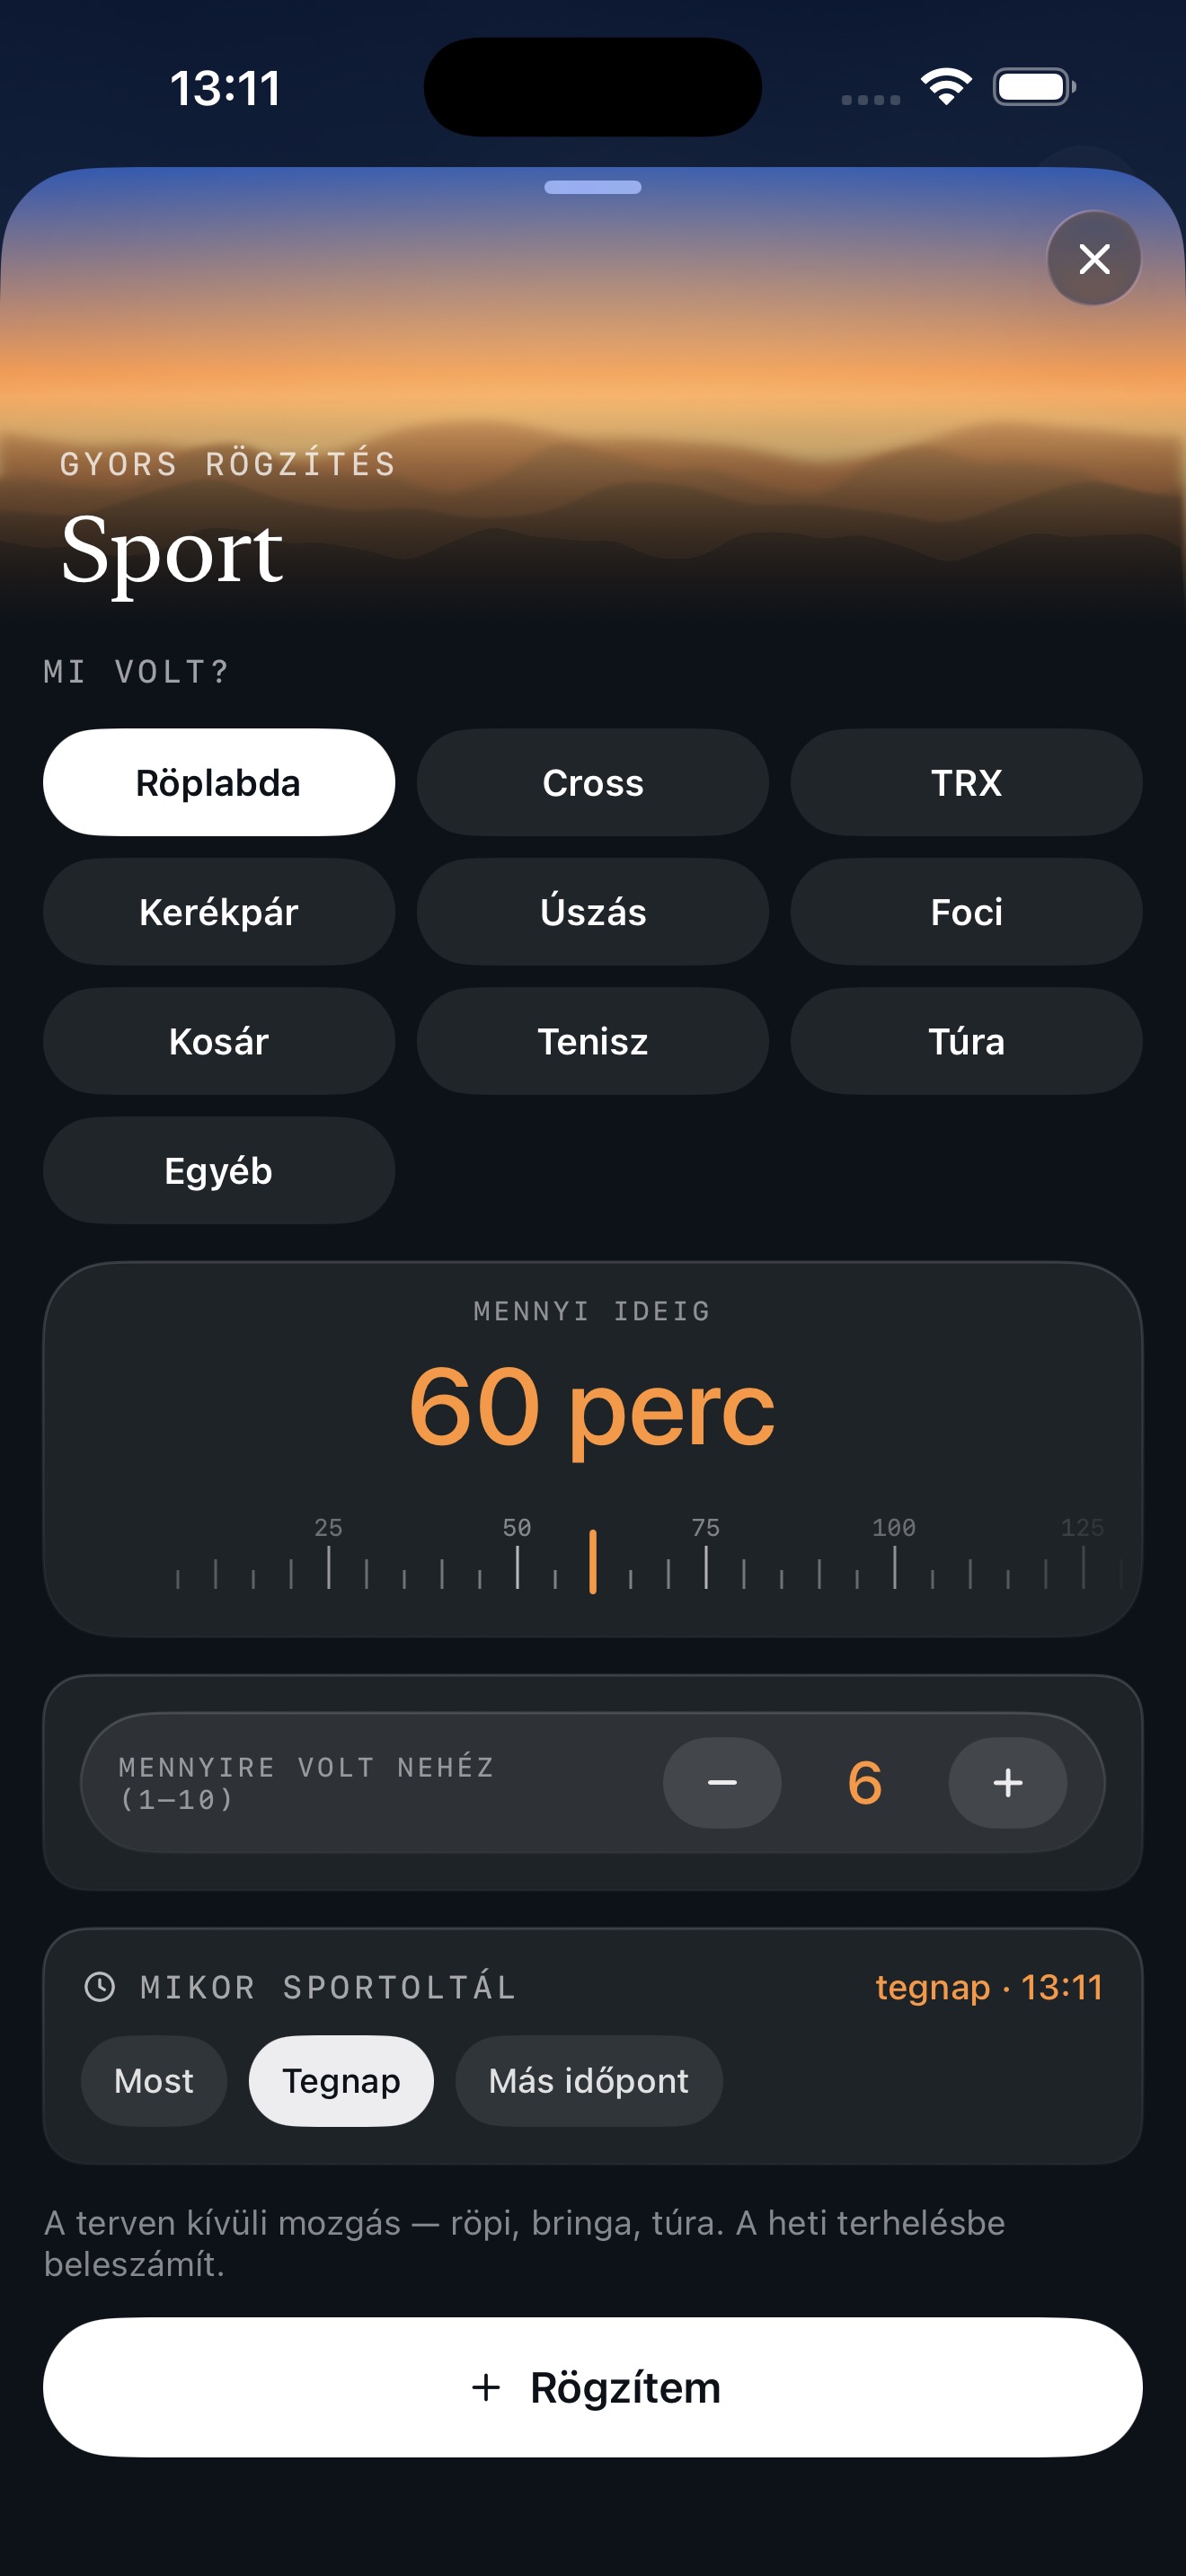 13:11
GYORS RÖGZÍTÉS
Sport
MI VOLT?
Röplabda
Cross
TRX
Kerékpár
Úszás
Foci
Kosár
Tenisz
Túra
Egyéb
MENNYI IDEIG
60 perc
25 50 75 100 125
MENNYIRE VOLT NEHÉZ
(1–10)
6
MIKOR SPORTOLTÁL
tegnap · 13:11
Most
Tegnap
Más időpont
A terven kívüli mozgás — röpi, bringa, túra. A heti terhelésbe
beleszámít.
+ Rögzítem